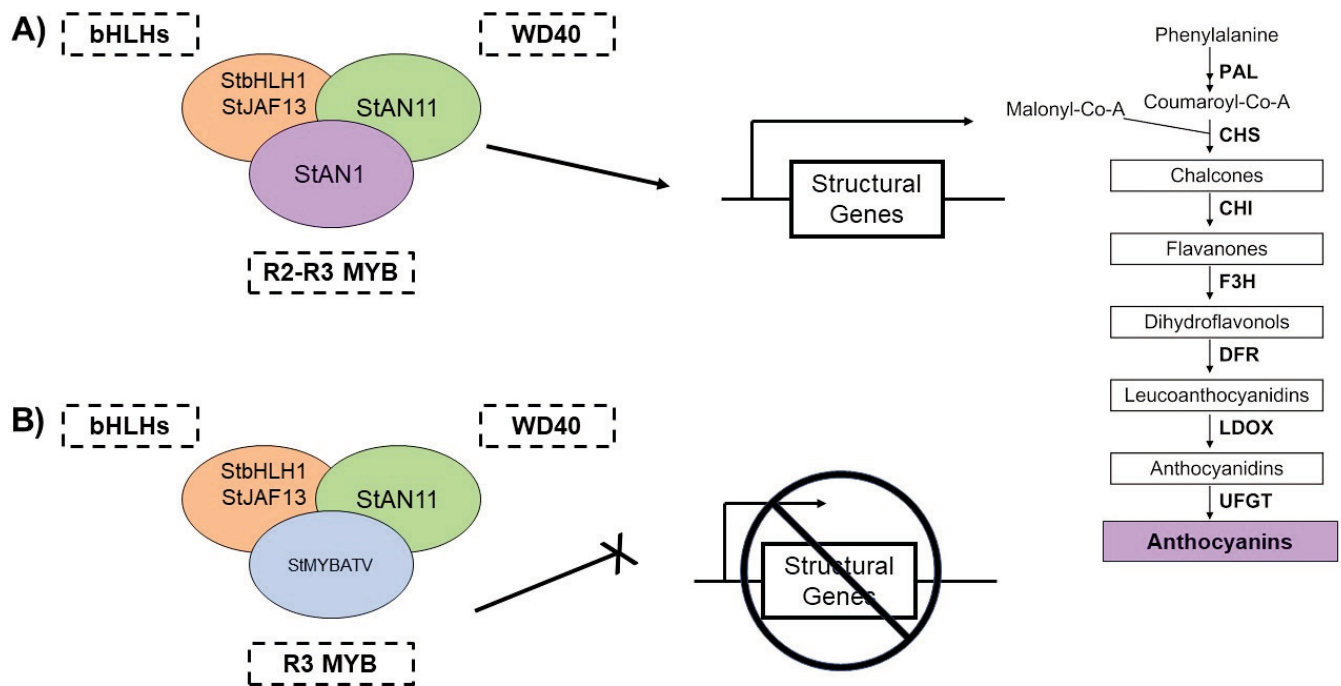 A)
bHLHs
WD40
StbHLH1
StJAF13
StAN11
StAN1
R2-R3 MYB
Structural
Genes
B)
bHLHs
WD40
StbHLH1
StJAF13
StAN11
StMYBATV
R3 MYB
Structural
Genes
Phenylalanine
PAL
Malonyl-Co-A
Coumaroyl-Co-A
CHS
Chalcones
CHI
Flavanones
F3H
Dihydroflavonols
DFR
Leucoanthocyanidins
LDOX
Anthocyanidins
UFGT
Anthocyanins